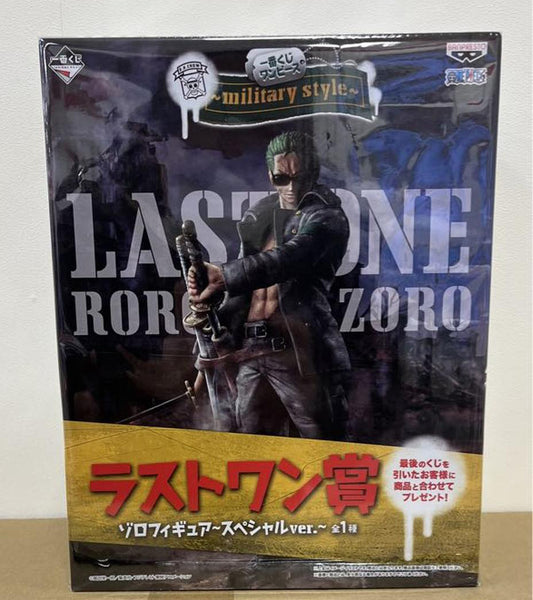 一番くじ
BANPRESTO
ONE PIECE
一番くじ
ワンピース
~military style~
LAST ONE
RORO ZORO
ラストワン賞
ゾロフィギュア~スペシャルver.~ 全1種
最後のくじを
引いたお客様に
商品と合わせて
プレゼント!